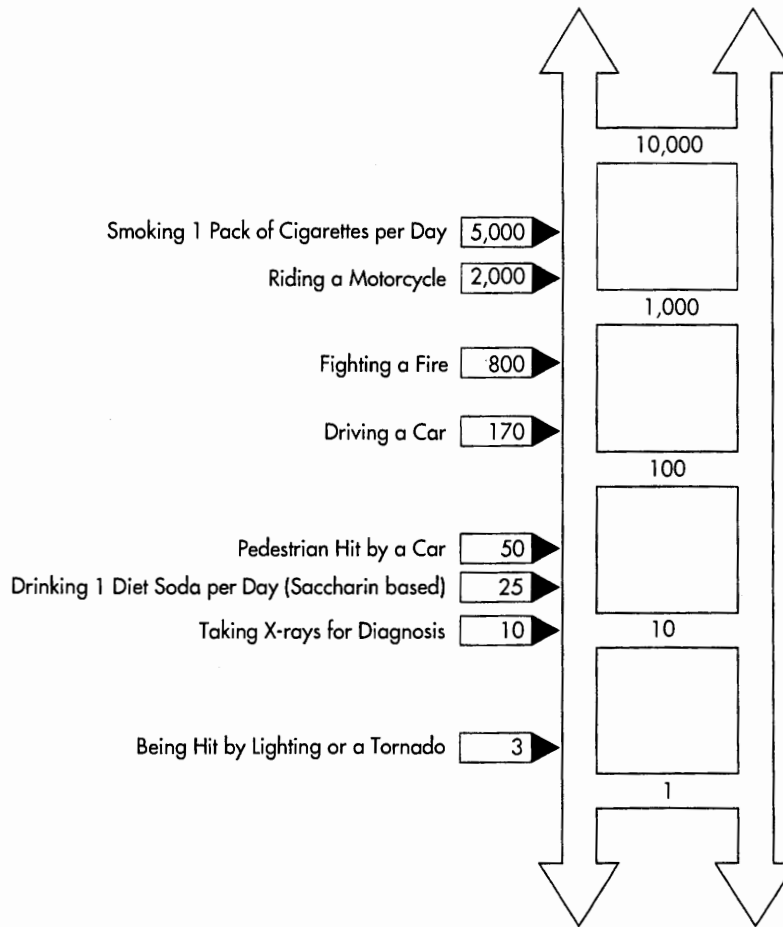 10,000
Smoking 1 Pack of Cigarettes per Day 5,000
Riding a Motorcycle 2,000
1,000
Fighting a Fire 800
Driving a Car 170
100
Pedestrian Hit by a Car 50
Drinking 1 Diet Soda per Day (Saccharin based) 25
Taking X-rays for Diagnosis 10 10
Being Hit by Lighting or a Tornado 3
1